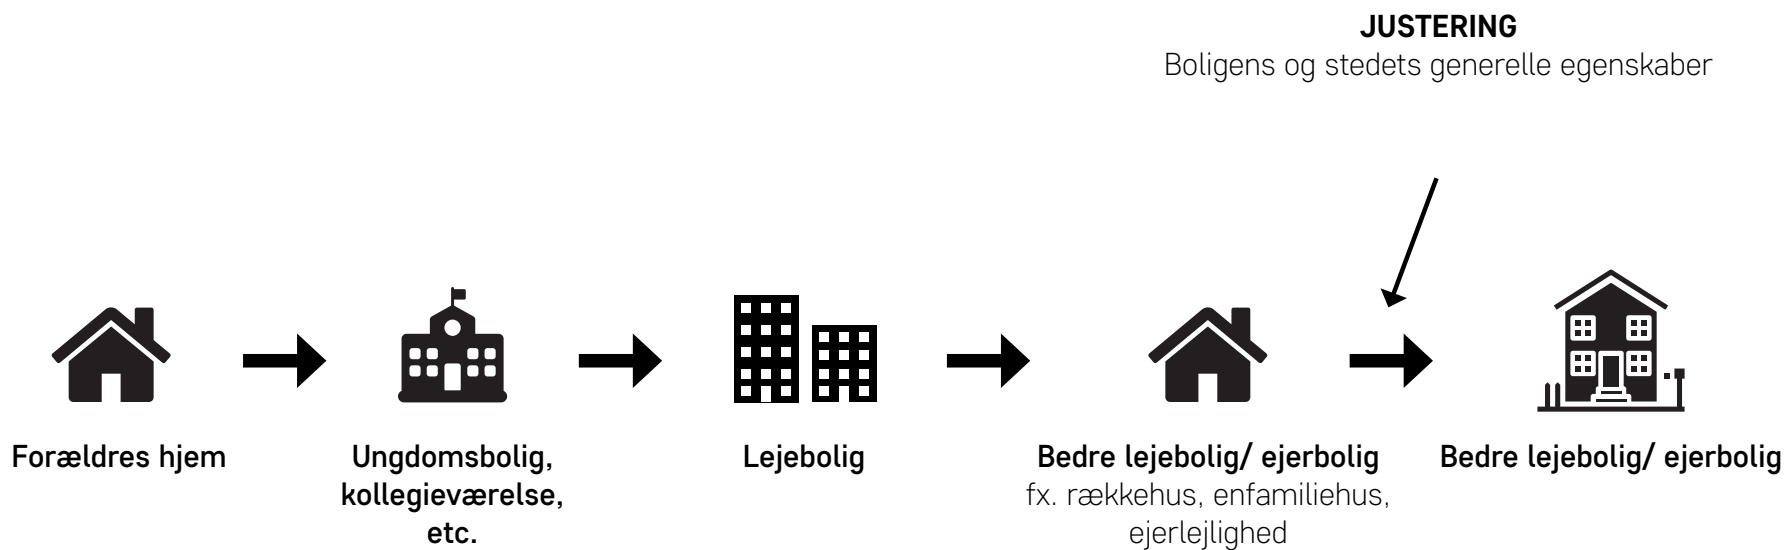 JUSTERING
Boligens og stedets generelle egenskaber
Forældres hjem
Ungdomsbolig,
kollegieværelse,
etc.
Lejebolig
Bedre lejebolig/ ejerbolig
fx. rækkehus, enfamiliehus,
ejerlejlighed
Bedre lejebolig/ ejerbolig